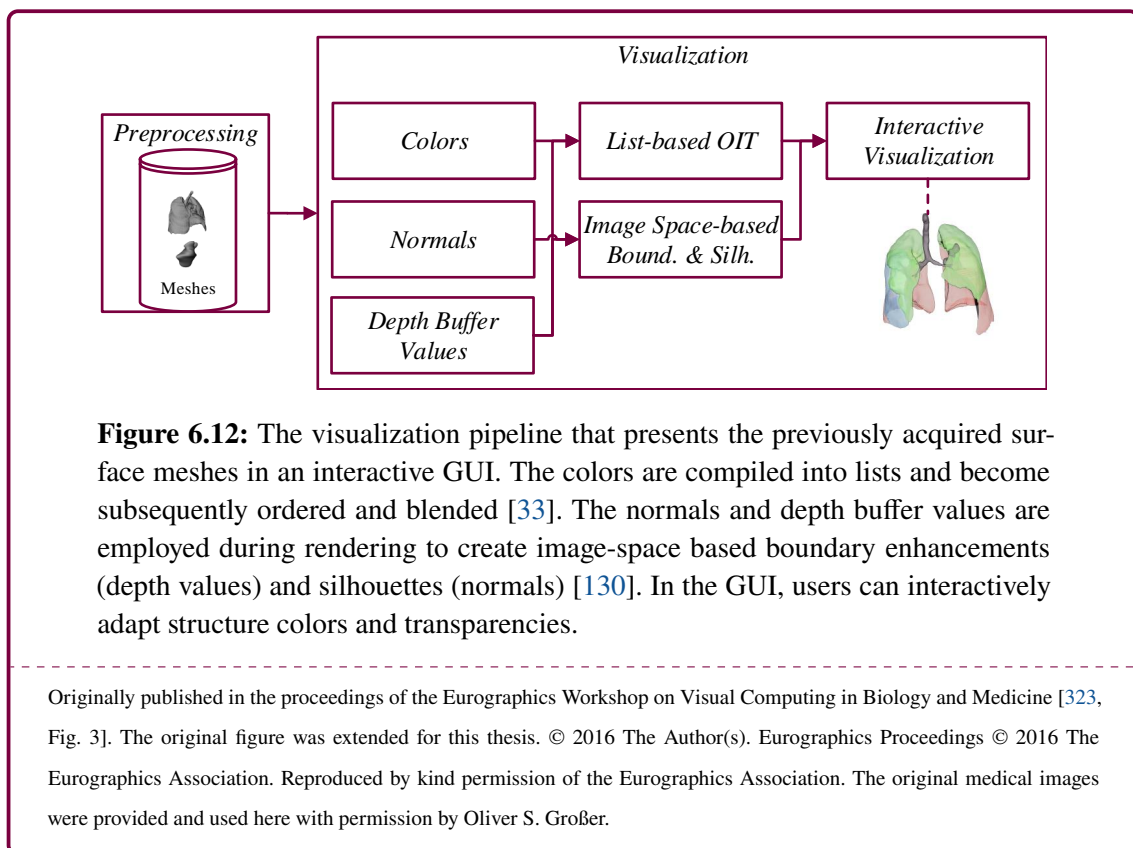 Visualization
Preprocessing
Meshes
Colors
Normals
Depth Buffer
Values
List-based OIT
Image Space-based
Bound. & Silh.
Interactive
Visualization
Figure 6.12: The visualization pipeline that presents the previously acquired sur-
face meshes in an interactive GUI. The colors are compiled into lists and become
subsequently ordered and blended [33]. The normals and depth buffer values are
employed during rendering to create image-space based boundary enhancements
(depth values) and silhouettes (normals) [130]. In the GUI, users can interactively
adapt structure colors and transparencies.
Originally published in the proceedings of the Eurographics Workshop on Visual Computing in Biology and Medicine [323,
Fig. 3]. The original figure was extended for this thesis. © 2016 The Author(s). Eurographics Proceedings © 2016 The
Eurographics Association. Reproduced by kind permission of the Eurographics Association. The original medical images
were provided and used here with permission by Oliver S. Großer.